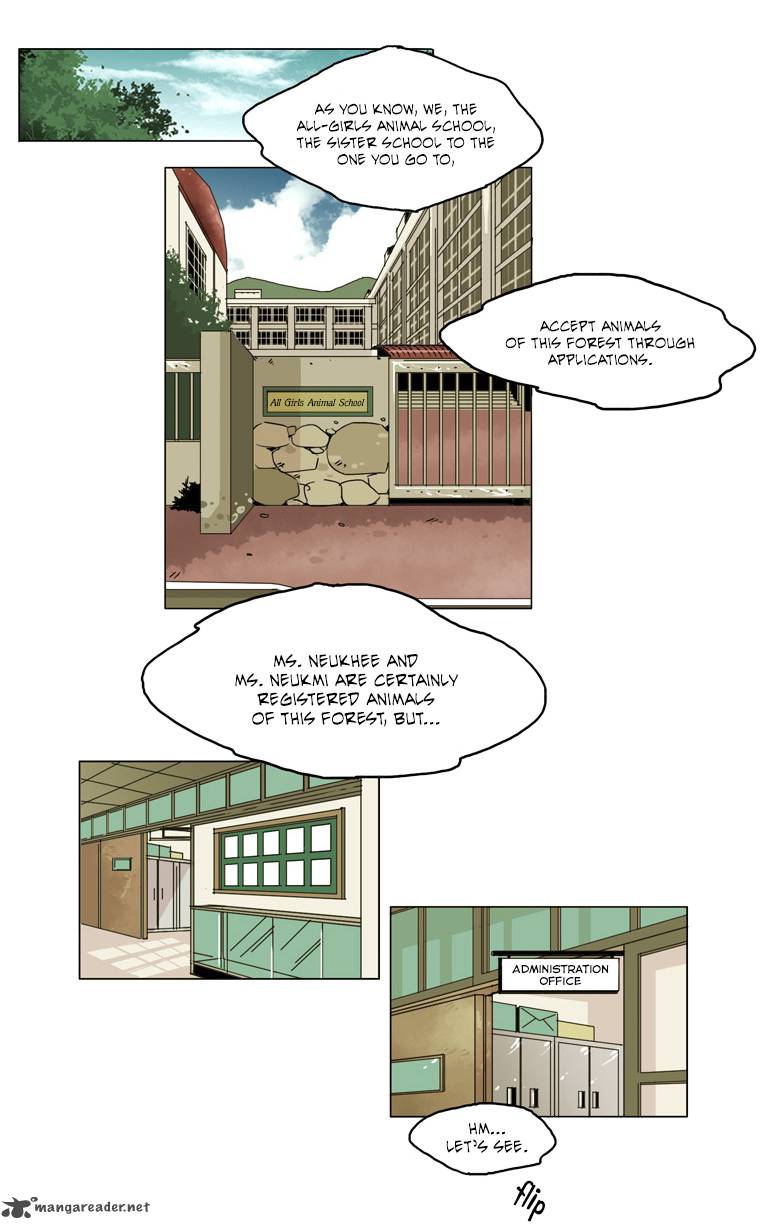 AS YOU KNOW, WE, THE
ALL-GIRLS ANIMAL SCHOOL,
THE SISTER SCHOOL TO THE
ONE YOU GO TO,
ACCEPT ANIMALS
OF THIS FOREST THROUGH
APPLICATIONS.
All Girls Animal School
MS. NEUKHEE AND
MS. NEUKMI ARE CERTAINLY
REGISTERED ANIMALS
OF THIS FOREST, BUT...
ADMINISTRATION
OFFICE
HM...
LET'S SEE.
flip
mangareader.net